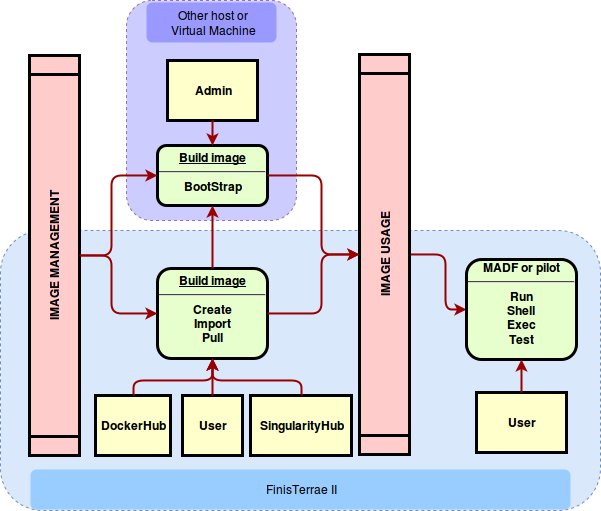 Other host or
Virtual Machine
Admin
Build image
BootStrap
IMAGE MANAGEMENT
IMAGE USAGE
Build image
Create
Import
Pull
MADF or pilot
Run
Shell
Exec
Test
DockerHub
User
SingularityHub
User
FinisTerrae II